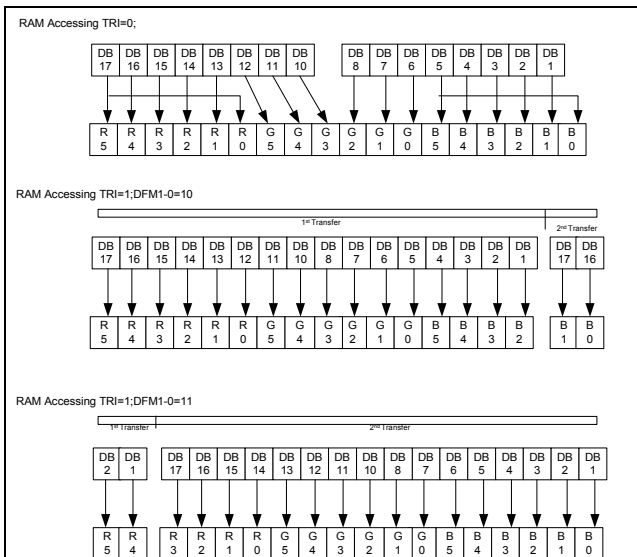 RAM Accessing TRI=0;
DB DB DB DB DB DB DB DB DB DB DB DB DB DB DB DB
17 16 15 14 13 12 11 10 8 7 6 5 4 3 2 1
R R R R R R G G G G G G B B B B B B
5 4 3 2 1 0 5 4 3 2 1 0 5 4 3 2 1 0
RAM Accessing TRI=1;DFM1-0=10
1st Transfer 2nd Transfer
DB DB DB DB DB DB DB DB DB DB DB DB DB DB DB DB DB DB
17 16 15 14 13 12 11 10 8 7 6 5 4 3 2 1 17 16
R R R R R R G G G G G G B B B B B B
5 4 3 2 1 0 5 4 3 2 1 0 5 4 3 2 1 0
RAM Accessing TRI=1;DFM1-0=11
1st Transfer 2nd Transfer
DB DB DB DB DB DB DB DB DB DB DB DB DB DB DB DB DB DB
2 1 17 16 15 14 13 12 11 10 8 7 6 5 4 3 2 1
R R R R R R G G G G G G B B B B B B
5 4 3 2 1 0 5 4 3 2 1 0 5 4 3 2 1 0